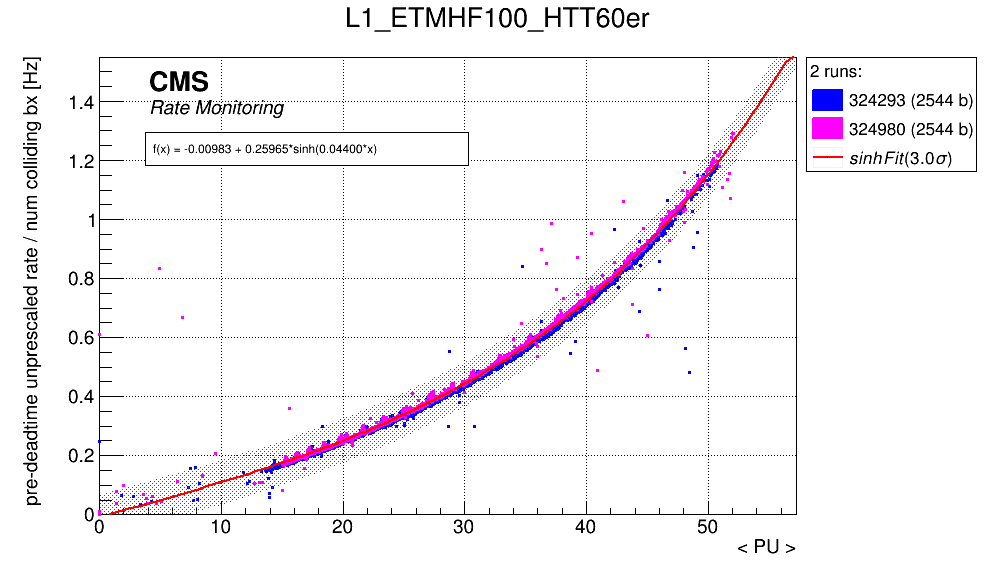 L1_ETMHF100_HTT60er
pre-deadtime unprescaled rate / num colliding bx [Hz]
CMS
Rate Monitoring
f(x) = -0.00983 + 0.25965*sinh(0.04400*x)
2 runs:
324293 (2544 b)
324980 (2544 b)
sinhFit(3.0σ)
1.4
1.2
1
0.8
0.6
0.4
0.2
0
0 10 20 30 40 50
< PU >